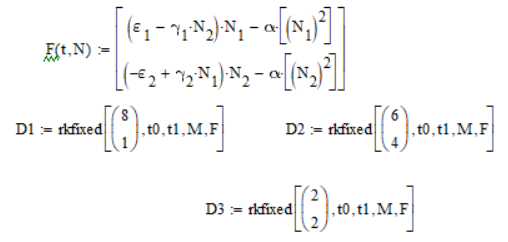 F(t,N) := [ (ε₁ − γ₁·N₂)·N₁ − α·[(N₁)²]
(−ε₂ + γ₂·N₁)·N₂ − α·[(N₂)²] ]
D1 := rkfixed[(8 1), t0, t1, M, F] D2 := rkfixed[(6 4), t0, t1, M, F]
D3 := rkfixed[(2 2), t0, t1, M, F]